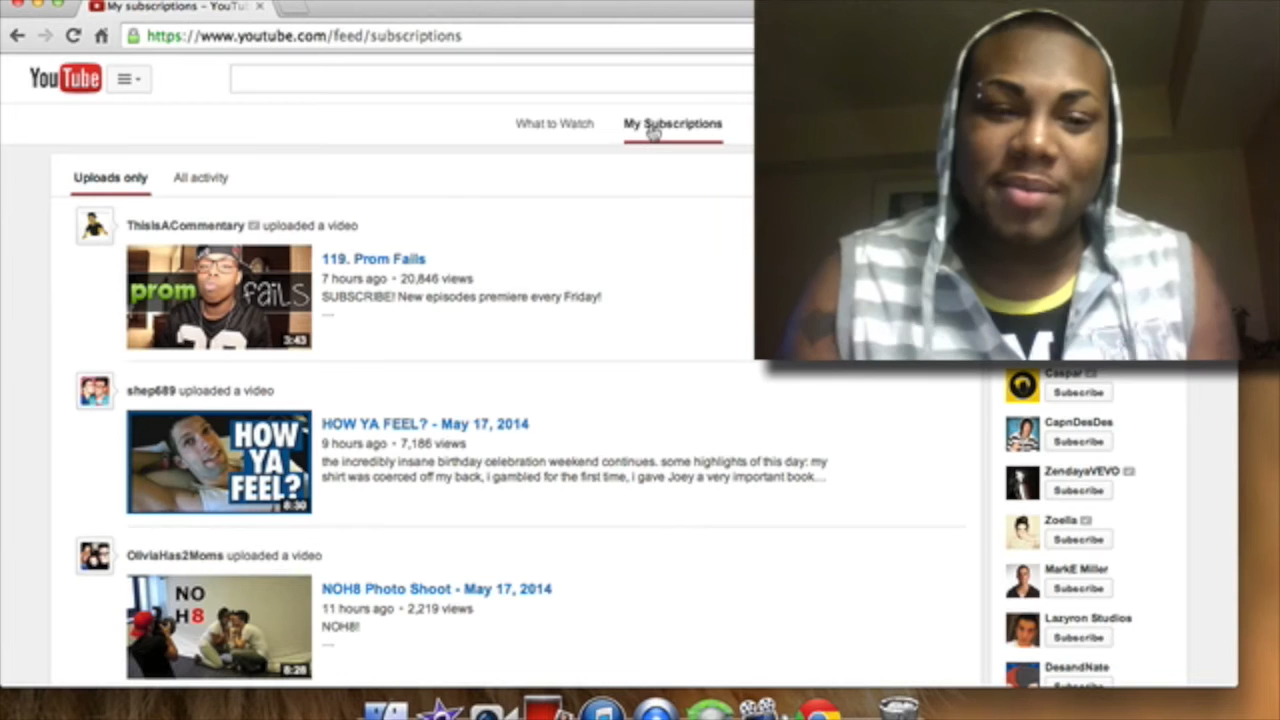 My subscriptions - YouTu
https://www.youtube.com/feed/subscriptions
YouTube
What to Watch
My Subscriptions
Uploads only
All activity
ThisIsACommentary uploaded a video
prom fails
3:43
119. Prom Fails
7 hours ago • 20,846 views
SUBSCRIBE! New episodes premiere every Friday!
...
shep689 uploaded a video
HOW
YA
FEEL?
8:30
HOW YA FEEL? - May 17, 2014
9 hours ago • 7,186 views
the incredibly insane birthday celebration weekend continues. some highlights of this day: my
shirt was coerced off my back, i gambled for the first time, i gave Joey a very important book...
OliviaHas2Moms uploaded a video
NO
H8
8:28
NOH8 Photo Shoot - May 17, 2014
11 hours ago • 2,219 views
NOH8!
...
Caspar
Subscribe
CapnDesDes
Subscribe
ZendayaVEVO
Subscribe
Zoella
Subscribe
MarkE Miller
Subscribe
Lazyron Studios
Subscribe
DesandNate
Subscribe